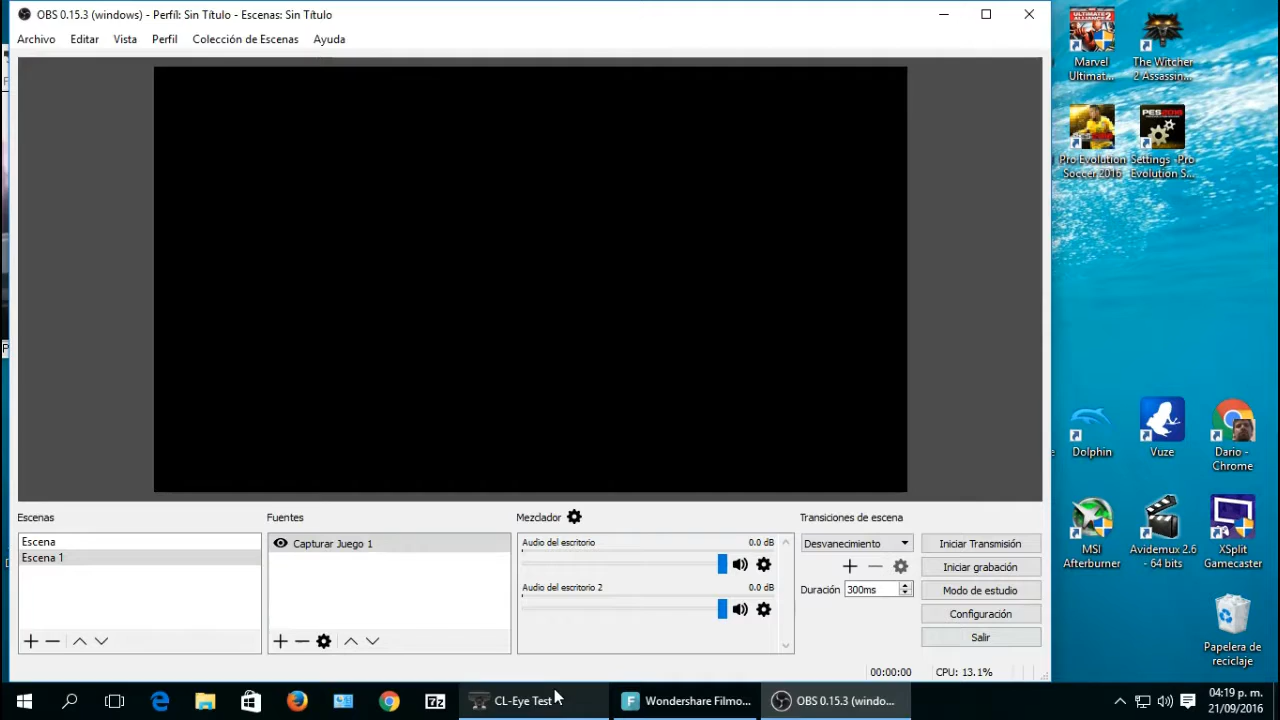 OBS 0.15.3 (windows) - Perfil: Sin Título - Escenas: Sin Título
Archivo Editar Vista Perfil Colección de Escenas Ayuda
Escenas
Escena
Escena 1
Fuentes
Capturar Juego 1
Mezclador
Audio del escritorio 0.0 dB
Audio del escritorio 2 0.0 dB
Transiciones de escena
Desvanecimiento
Duración 300ms
Iniciar Transmisión
Iniciar grabación
Modo de estudio
Configuración
Salir
00:00:00 CPU: 13.1%
Marvel
Ultimat...
The Witcher
2 Assassin...
Pro Evolution
Soccer 2016
Settings -Pro
Evolution S...
Dolphin
Vuze
Dario -
Chrome
MSI
Afterburner
Avidemux 2.6
- 64 bits
XSplit
Gamecaster
Papelera de
reciclaje
7z
CL-Eye Test
Wondershare Filmo...
OBS 0.15.3 (windo...
04:19 p. m.
21/09/2016